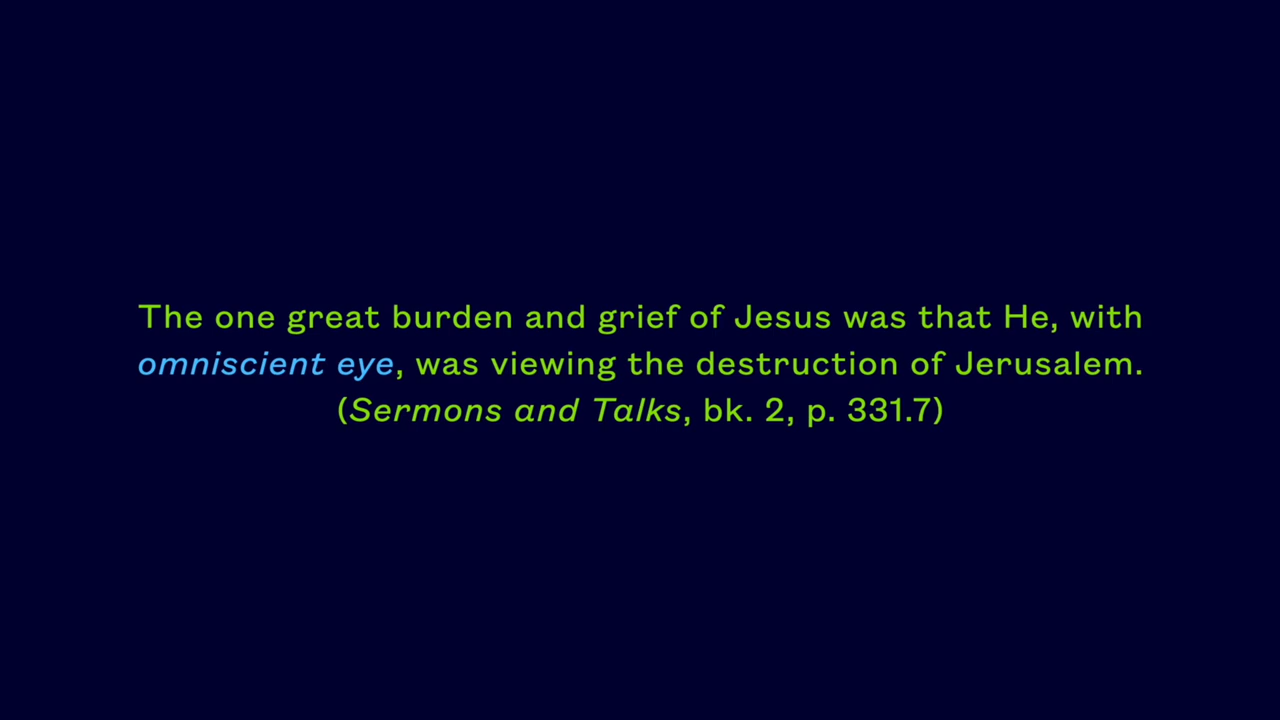 The one great burden and grief of Jesus was that He, with
omniscient eye, was viewing the destruction of Jerusalem.
(Sermons and Talks, bk. 2, p. 331.7)